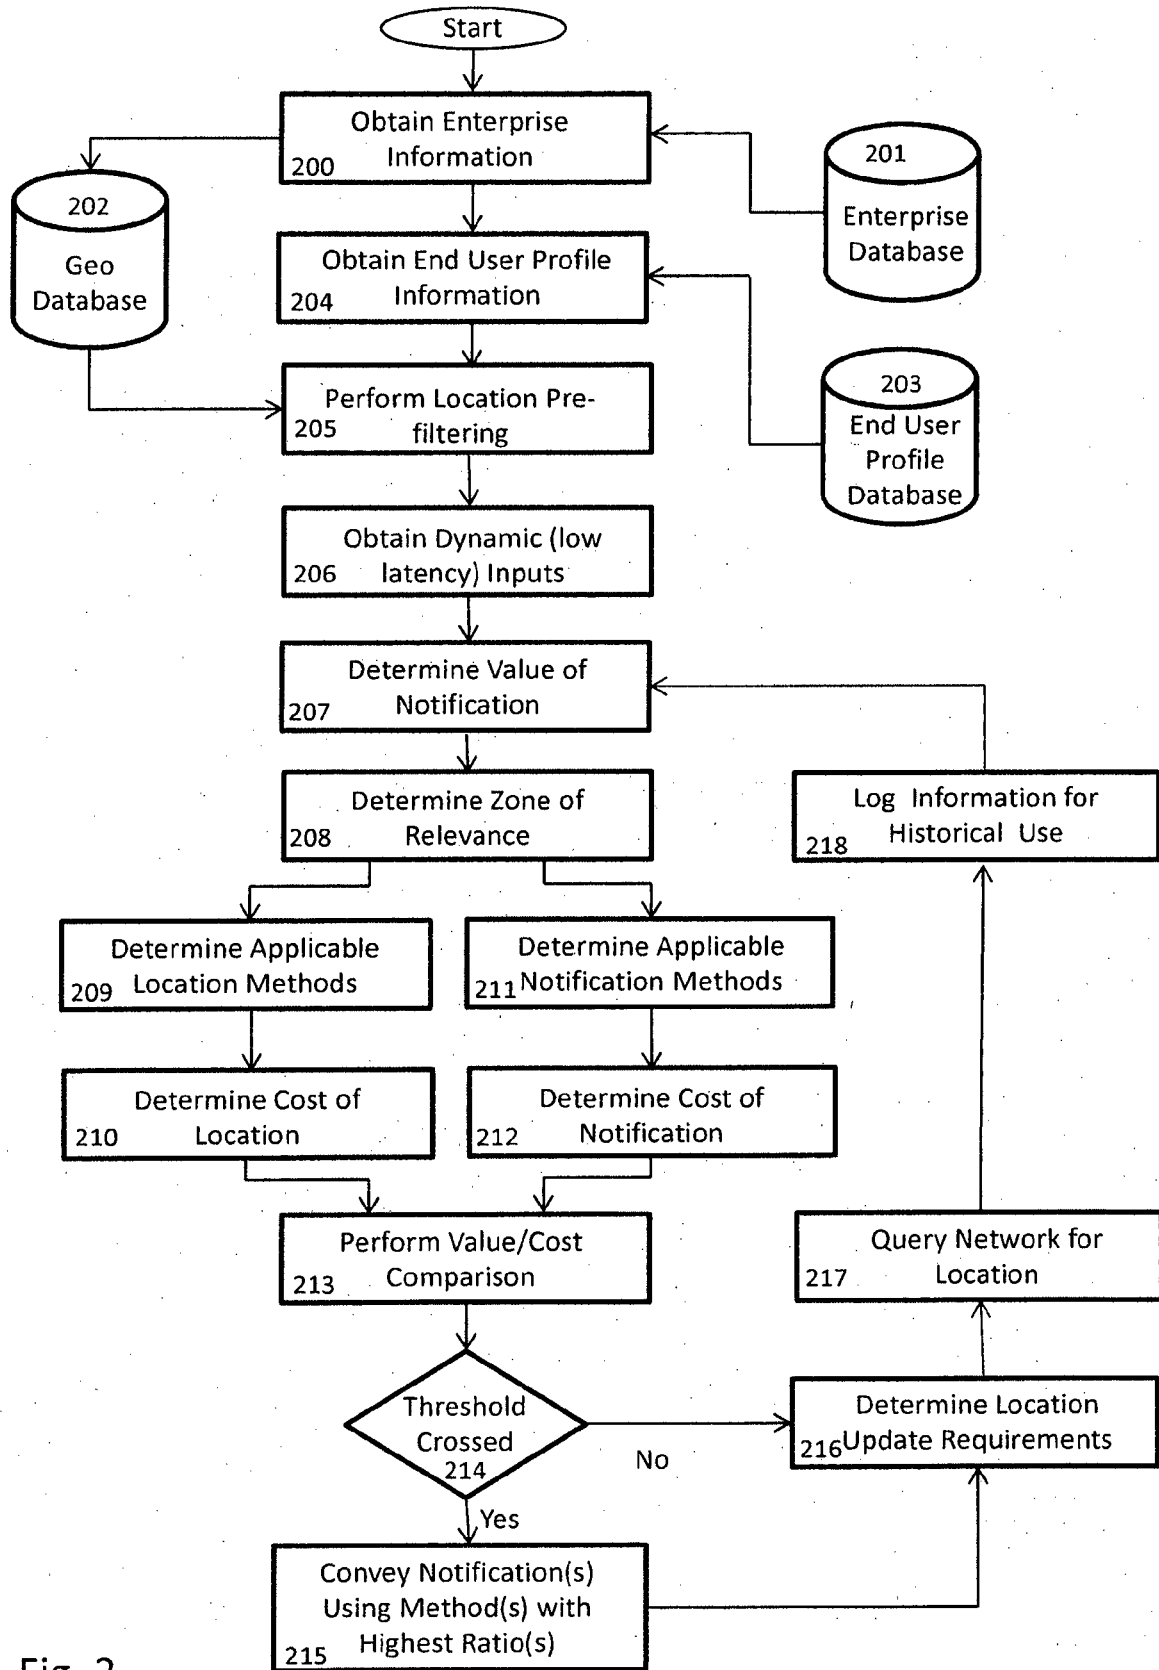 Start
Obtain Enterprise
Information
200
201
Enterprise
Database
202
Geo
Database
Obtain End User Profile
Information
204
203
End User
Profile
Database
Perform Location Pre-
filtering
205
Obtain Dynamic (low
latency) Inputs
206
Determine Value of
Notification
207
Determine Zone of
Relevance
208
Log Information for
Historical Use
218
Determine Applicable
Location Methods
209
Determine Applicable
Notification Methods
211
Determine Cost of
Location
210
Determine Cost of
Notification
212
Perform Value/Cost
Comparison
213
Query Network for
Location
217
Threshold
Crossed
214
No
Determine Location
Update Requirements
216
Yes
Convey Notification(s)
Using Method(s) with
Highest Ratio(s)
215
Fig. 2